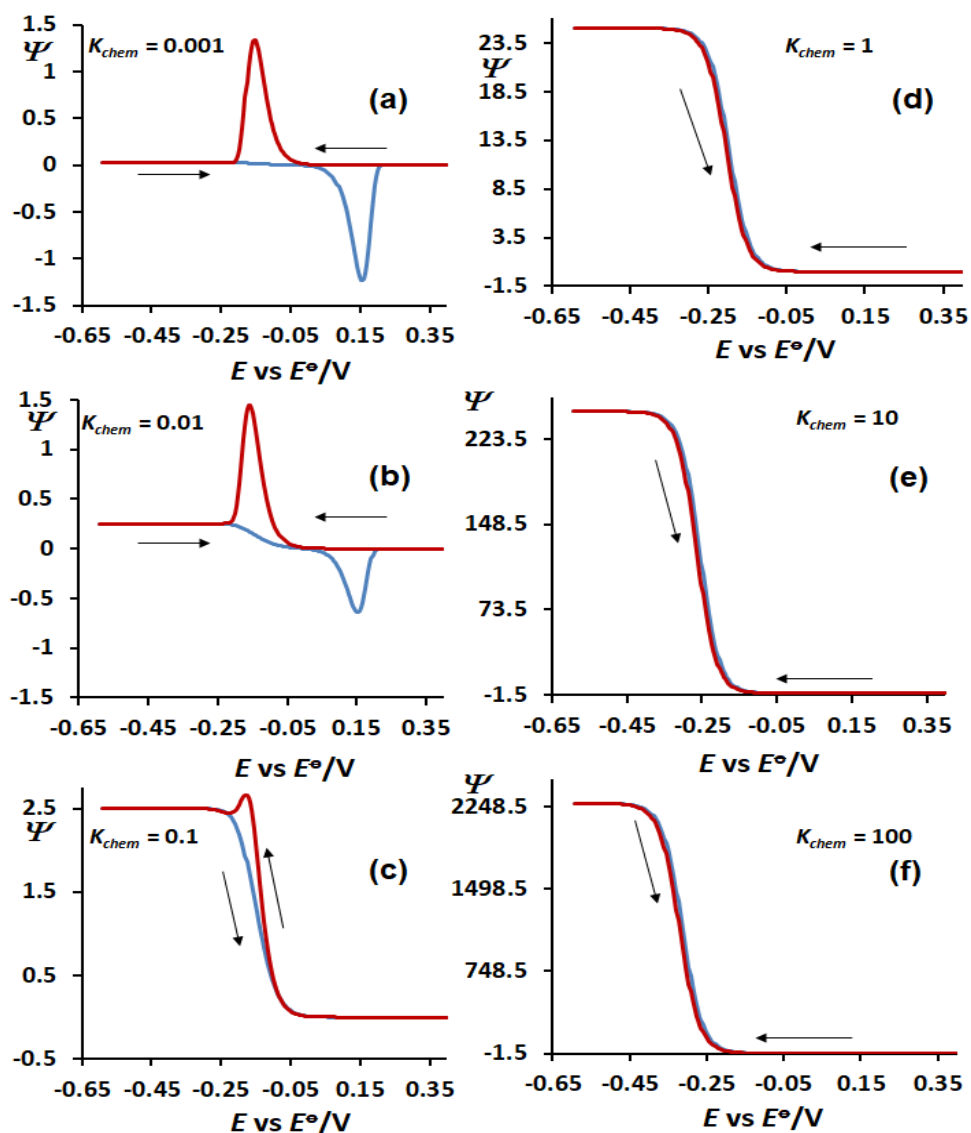 1.5
Ψ
K_chem = 0.001
1
(a)
0.5
0
-0.5
-1
-1.5
-0.65 -0.45 -0.25 -0.05 0.15 0.35
E vs E⦵/V
1.5
Ψ
K_chem = 0.01
1
(b)
0.5
0
-0.5
-1
-1.5
-0.65 -0.45 -0.25 -0.05 0.15 0.35
E vs E⦵/V
2.5
Ψ
K_chem = 0.1
(c)
1.5
0.5
-0.5
-0.65 -0.45 -0.25 -0.05 0.15 0.35
E vs E⦵/V
23.5
Ψ
K_chem = 1
18.5
(d)
13.5
8.5
3.5
-1.5
-0.65 -0.45 -0.25 -0.05 0.15 0.35
E vs E⦵/V
Ψ
K_chem = 10
223.5
(e)
148.5
73.5
-1.5
-0.65 -0.45 -0.25 -0.05 0.15 0.35
E vs E⦵/V
Ψ
2248.5
K_chem = 100
(f)
1498.5
748.5
-1.5
-0.65 -0.45 -0.25 -0.05 0.15 0.35
E vs E⦵/V